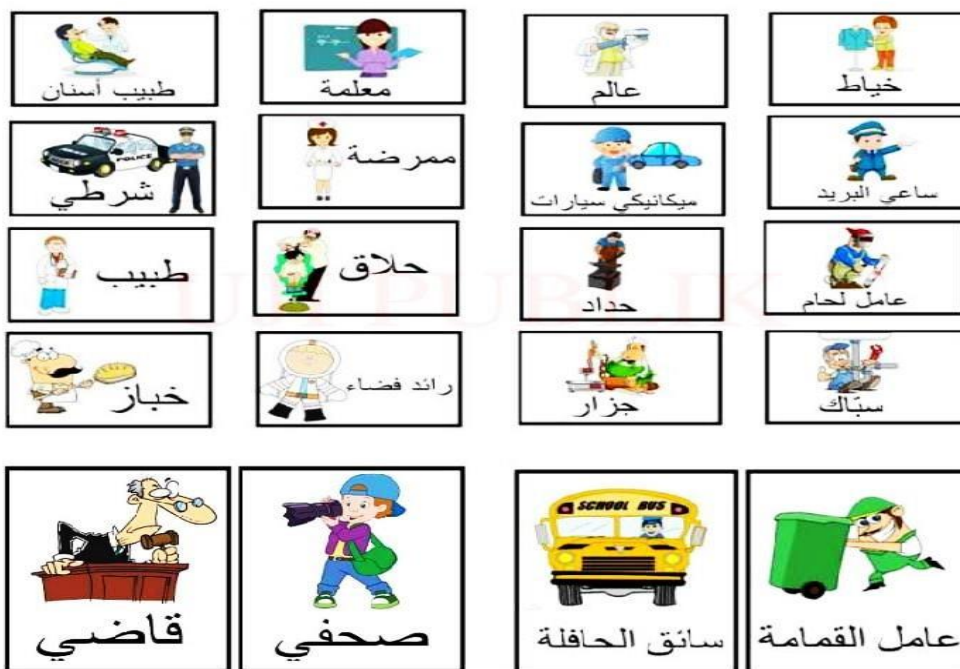 خياط
عالم
معلمة
طبيب أسنان
ساعي البريد
ميكانيكي سيارات
ممرضة
POLICE
شرطي
عامل لحام
حداد
حلاق
طبيب
PUBLIK
سبّاك
جزار
رائد فضاء
خباز
عامل القمامة
SCHOOL BUS
سائق الحافلة
صحفي
قاضي